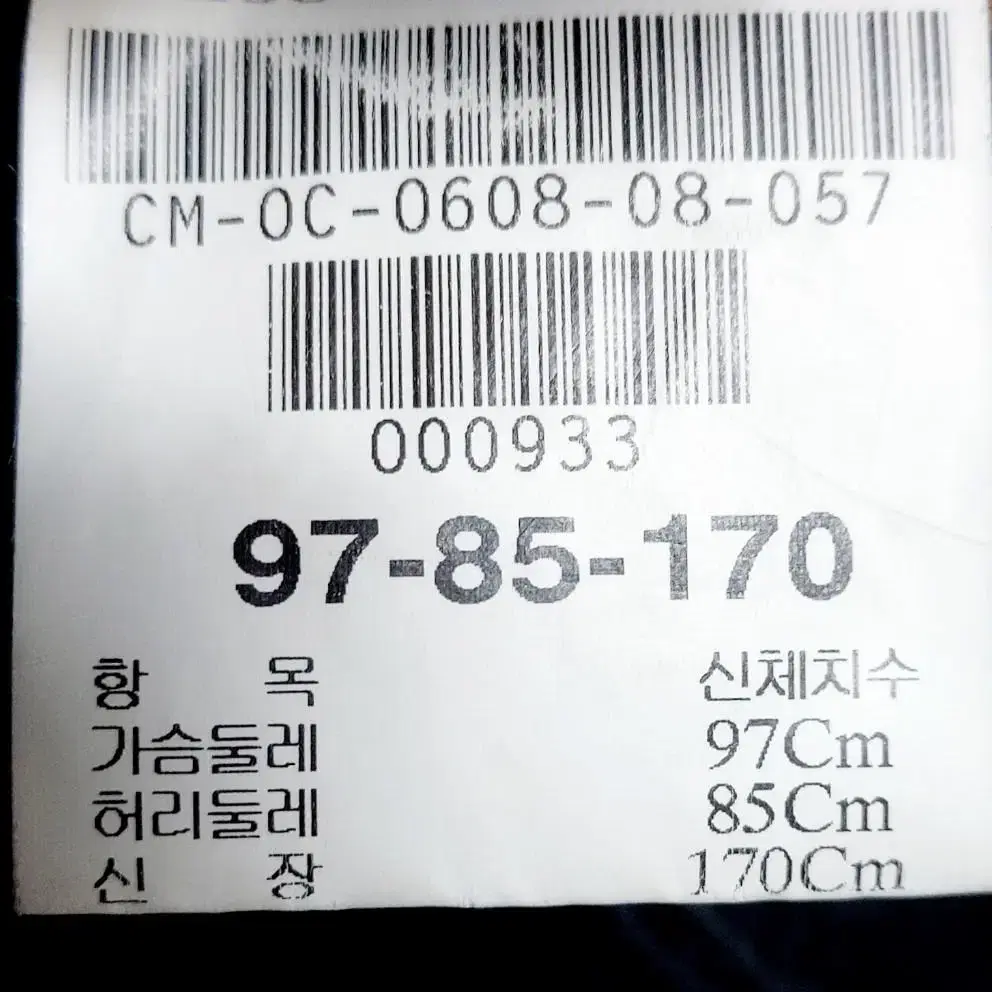 CM-0C-0608-08-057
000933
97-85-170
항 목 신체치수
가슴둘레 97Cm
허리둘레 85Cm
신 장 170Cm